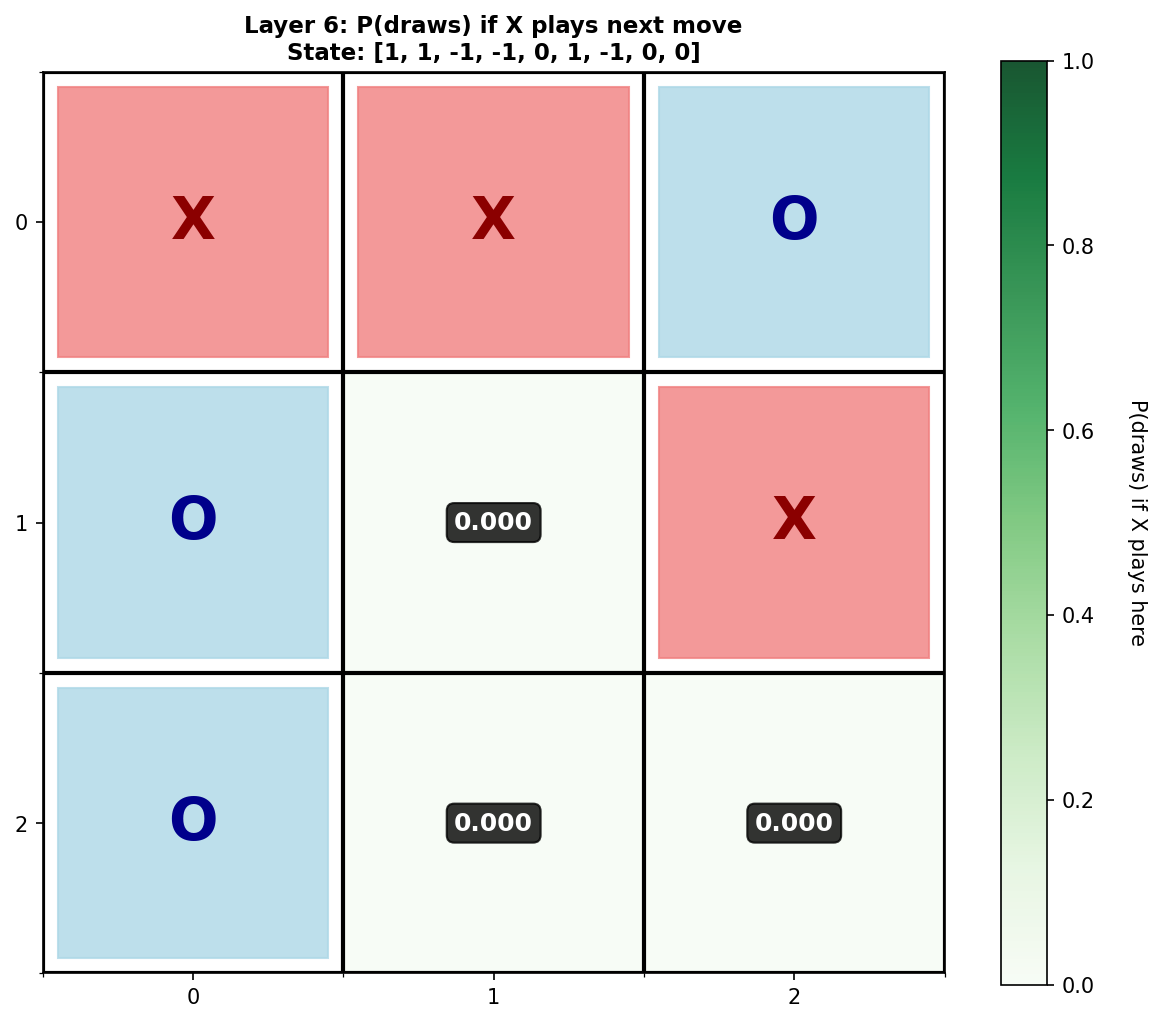 Layer 6: P(draws) if X plays next move
State: [1, 1, -1, -1, 0, 1, -1, 0, 0]
1.0
0.8
0.6
0.4
0.2
0.0
P(draws) if X plays here
0
X X O
1
O 0.000 X
2
O 0.000 0.000
0 1 2